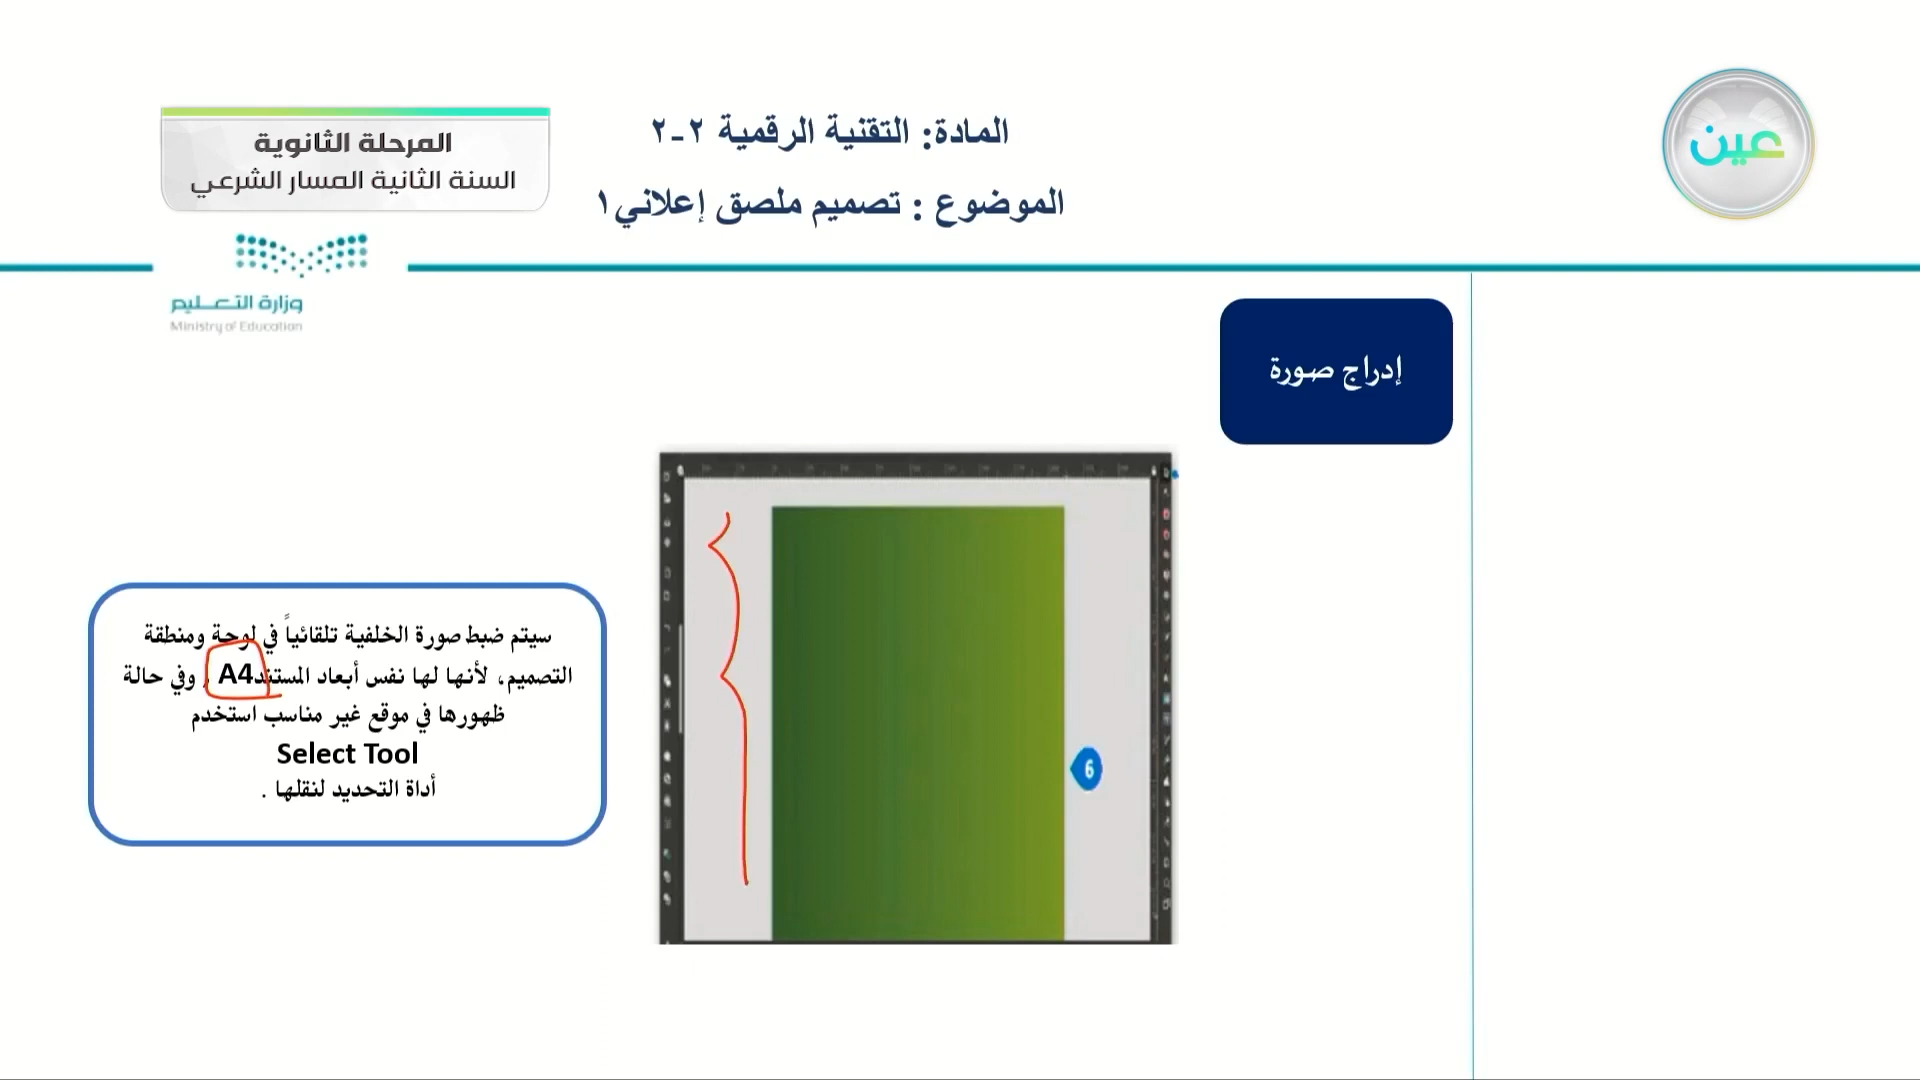 عين
المادة: التقنية الرقمية ٢-٢
الموضوع : تصميم ملصق إعلاني١
المرحلة الثانوية
السنة الثانية المسار الشرعي
وزارة التعليم
Ministry of Education
إدراج صورة
6
سيتم ضبط صورة الخلفية تلقائياً في لوحة ومنطقة
التصميم، لأنها لها نفس أبعاد المستند A4 , وفي حالة
ظهورها في موقع غير مناسب استخدم
Select Tool
أداة التحديد لنقلها .